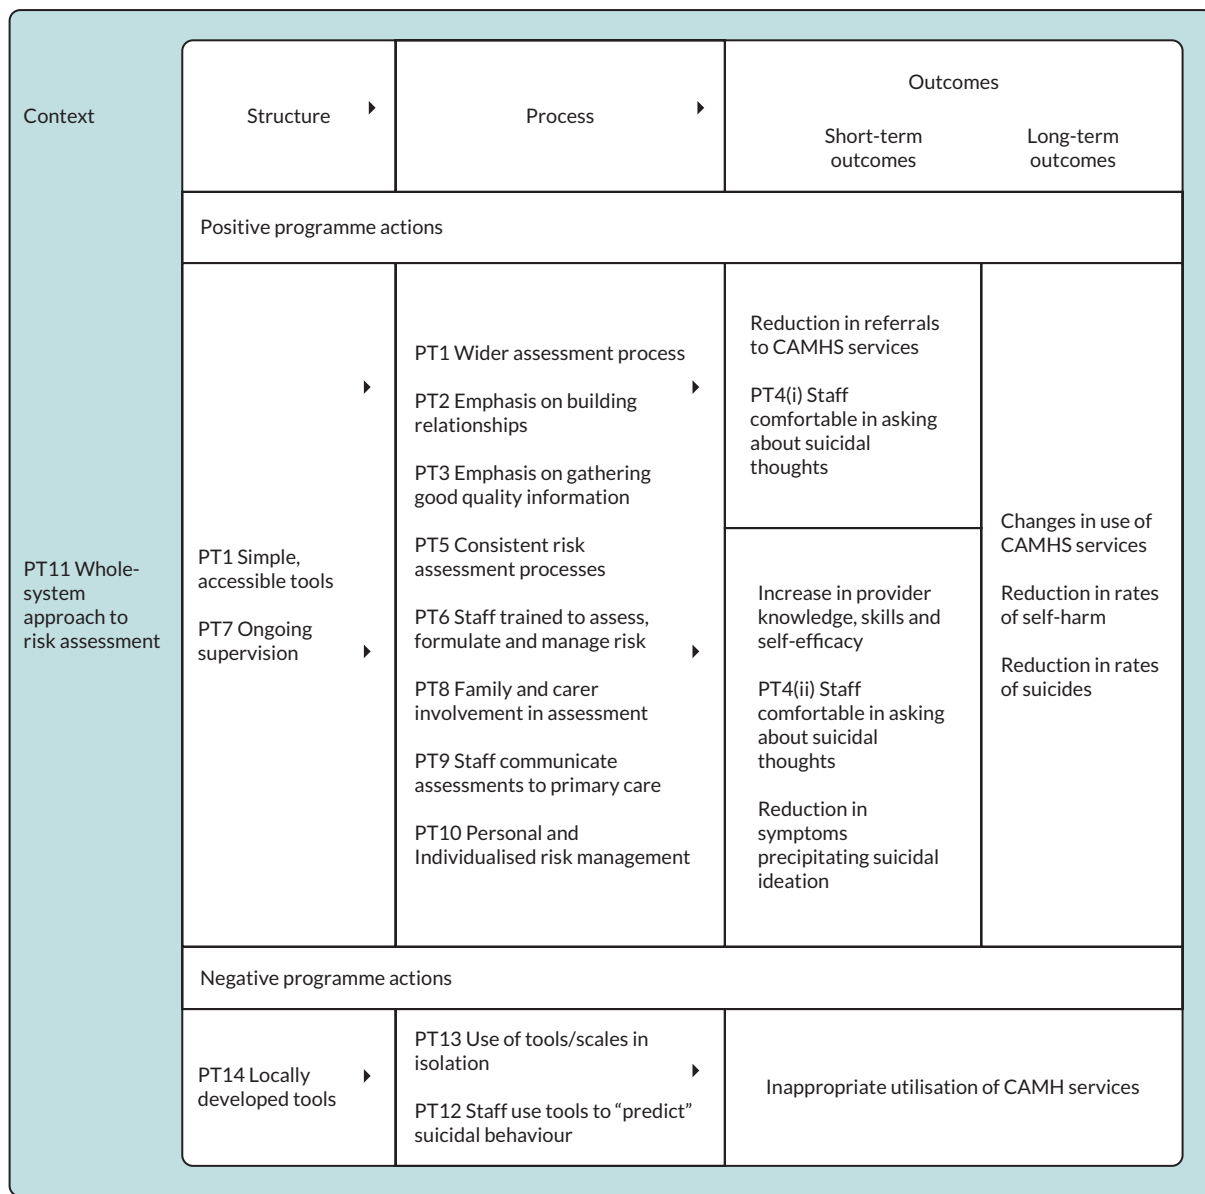 Context
Structure
Process
Outcomes
Short-term
outcomes
Long-term
outcomes
Positive programme actions
PT11 Whole-
system
approach to
risk assessment
PT1 Simple,
accessible tools
PT7 Ongoing
supervision
PT1 Wider assessment process
PT2 Emphasis on building
relationships
PT3 Emphasis on gathering
good quality information
PT5 Consistent risk
assessment processes
PT6 Staff trained to assess,
formulate and manage risk
PT8 Family and carer
involvement in assessment
PT9 Staff communicate
assessments to primary care
PT10 Personal and
Individualised risk management
Reduction in referrals
to CAMHS services
PT4(i) Staff
comfortable in asking
about suicidal
thoughts
Increase in provider
knowledge, skills and
self-efficacy
PT4(ii) Staff
comfortable in asking
about suicidal
thoughts
Reduction in
symptoms
precipitating suicidal
ideation
Changes in use of
CAMHS services
Reduction in rates
of self-harm
Reduction in rates
of suicides
Negative programme actions
PT14 Locally
developed tools
PT13 Use of tools/scales in
isolation
PT12 Staff use tools to “predict”
suicidal behaviour
Inappropriate utilisation of CAMH services